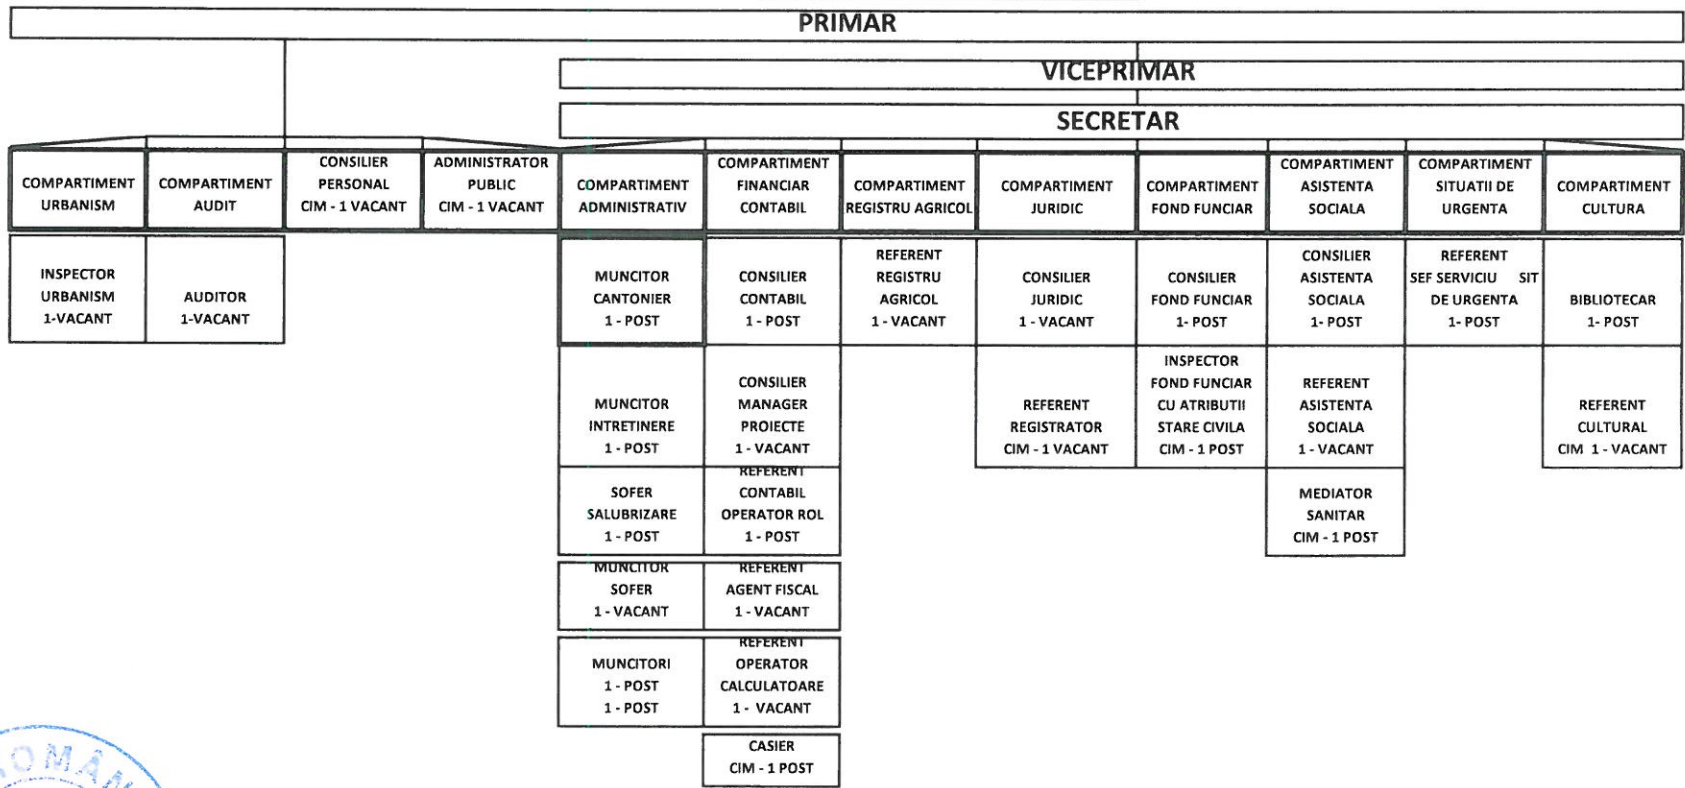 PRIMAR
VICEPRIMAR
SECRETAR
COMPARTIMENT
URBANISM
COMPARTIMENT
AUDIT
CONSILIER
PERSONAL
CIM - 1 VACANT
ADMINISTRATOR
PUBLIC
CIM - 1 VACANT
COMPARTIMENT
ADMINISTRATIV
COMPARTIMENT
FINANCIAR
CONTABIL
COMPARTIMENT
REGISTRU AGRICOL
COMPARTIMENT
JURIDIC
COMPARTIMENT
FOND FUNCIAR
COMPARTIMENT
ASISTENTA
SOCIALA
COMPARTIMENT
SITUATII DE
URGENTA
COMPARTIMENT
CULTURA
INSPECTOR
URBANISM
1-VACANT
AUDITOR
1-VACANT
MUNCITOR
CANTONIER
1 - POST
CONSILIER
CONTABIL
1 - POST
REFERENT
REGISTRU
AGRICOL
1 - VACANT
CONSILIER
JURIDIC
1 - VACANT
CONSILIER
FOND FUNCIAR
1- POST
CONSILIER
ASISTENTA
SOCIALA
1- POST
REFERENT
SEF SERVICIU SIT
DE URGENTA
1- POST
BIBLIOTECAR
1- POST
MUNCITOR
INTRETINERE
1 - POST
CONSILIER
MANAGER
PROIECTE
1 - VACANT
REFERENT
REGISTRATOR
CIM - 1 VACANT
INSPECTOR
FOND FUNCIAR
CU ATRIBUTII
STARE CIVILA
CIM - 1 POST
REFERENT
ASISTENTA
SOCIALA
1 - VACANT
REFERENT
CULTURAL
CIM 1 - VACANT
SOFER
SALUBRIZARE
1 - POST
REFERENT
CONTABIL
OPERATOR ROL
1 - POST
MEDIATOR
SANITAR
CIM - 1 POST
MUNCITOR
SOFER
1 - VACANT
REFERENT
AGENT FISCAL
1 - VACANT
MUNCITORI
1 - POST
1 - POST
REFERENT
OPERATOR
CALCULATOARE
1 - VACANT
CASIER
CIM - 1 POST
ROMÂN